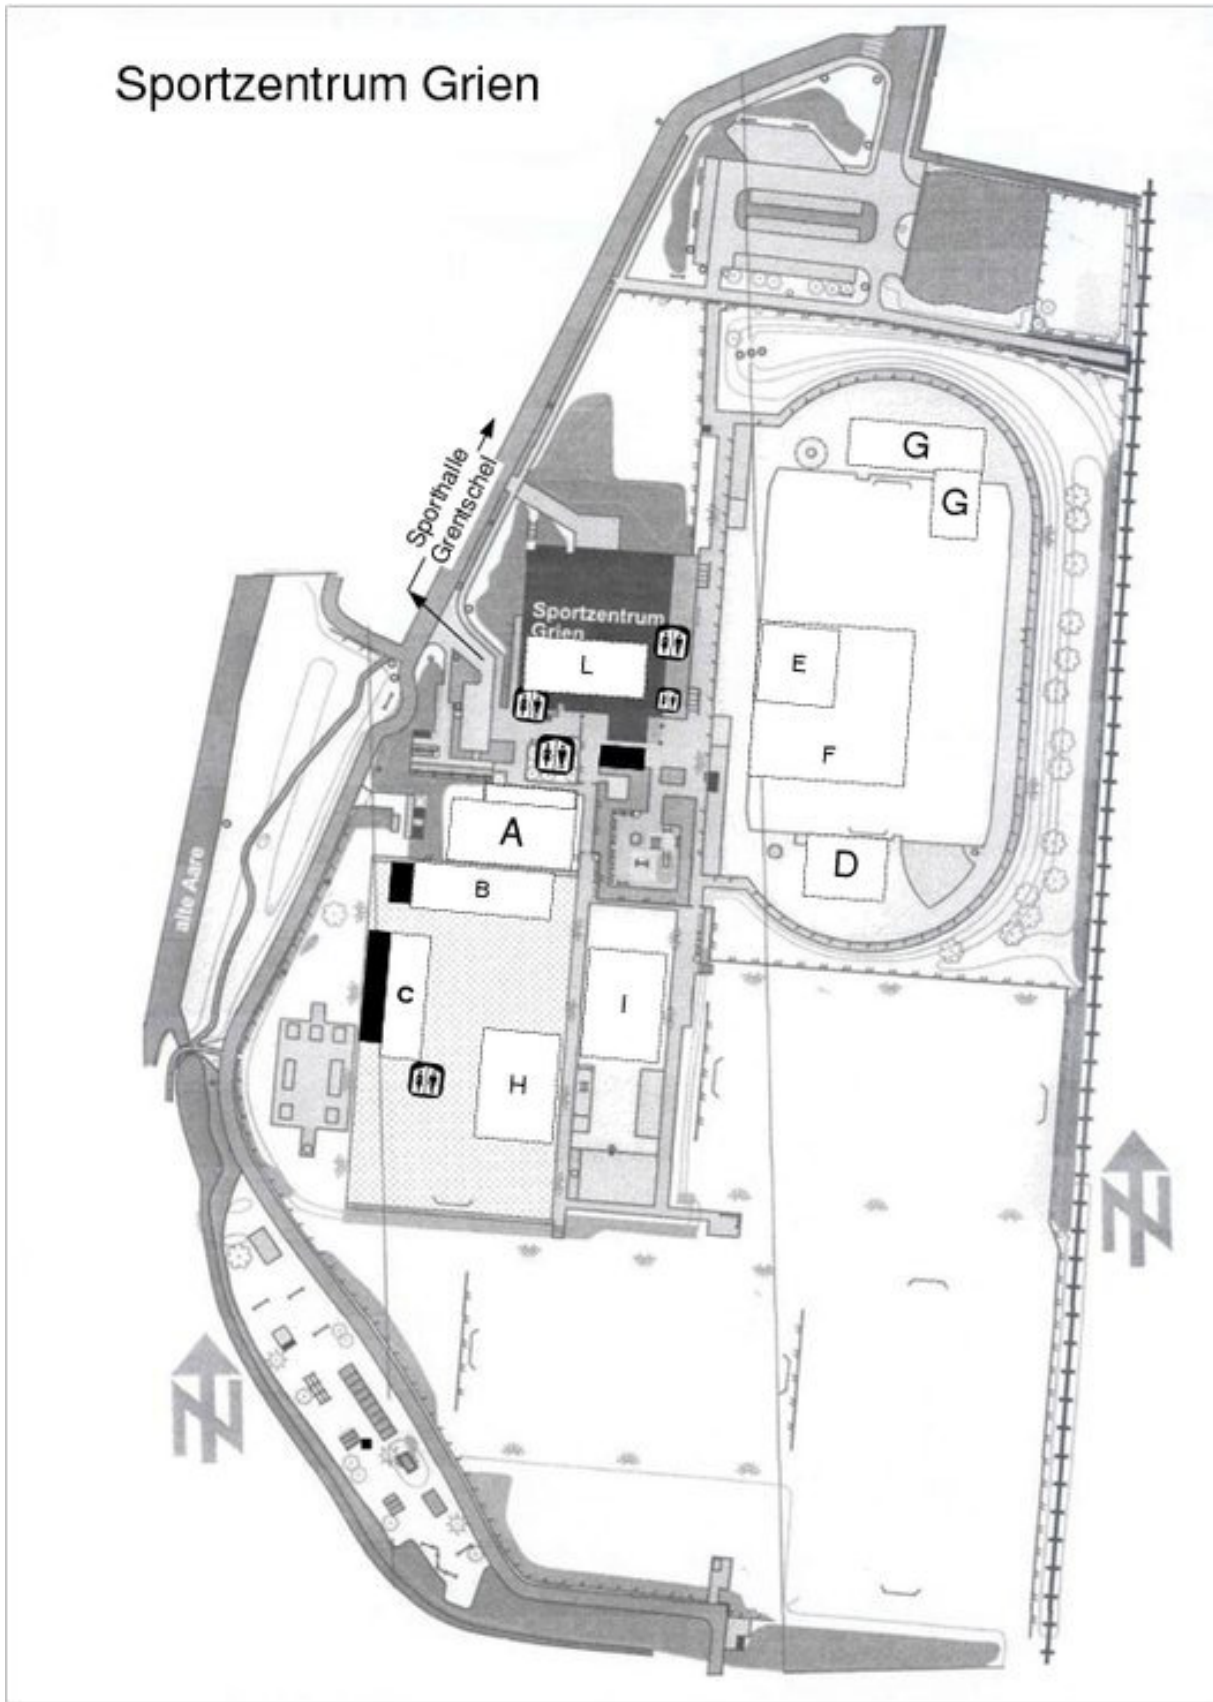 Sportzentrum Grien
Sporthalle
Grentschel
G
G
Sportzentrum
Grien
L
E
F
A
D
B
alte Aare
C
I
H
N
N